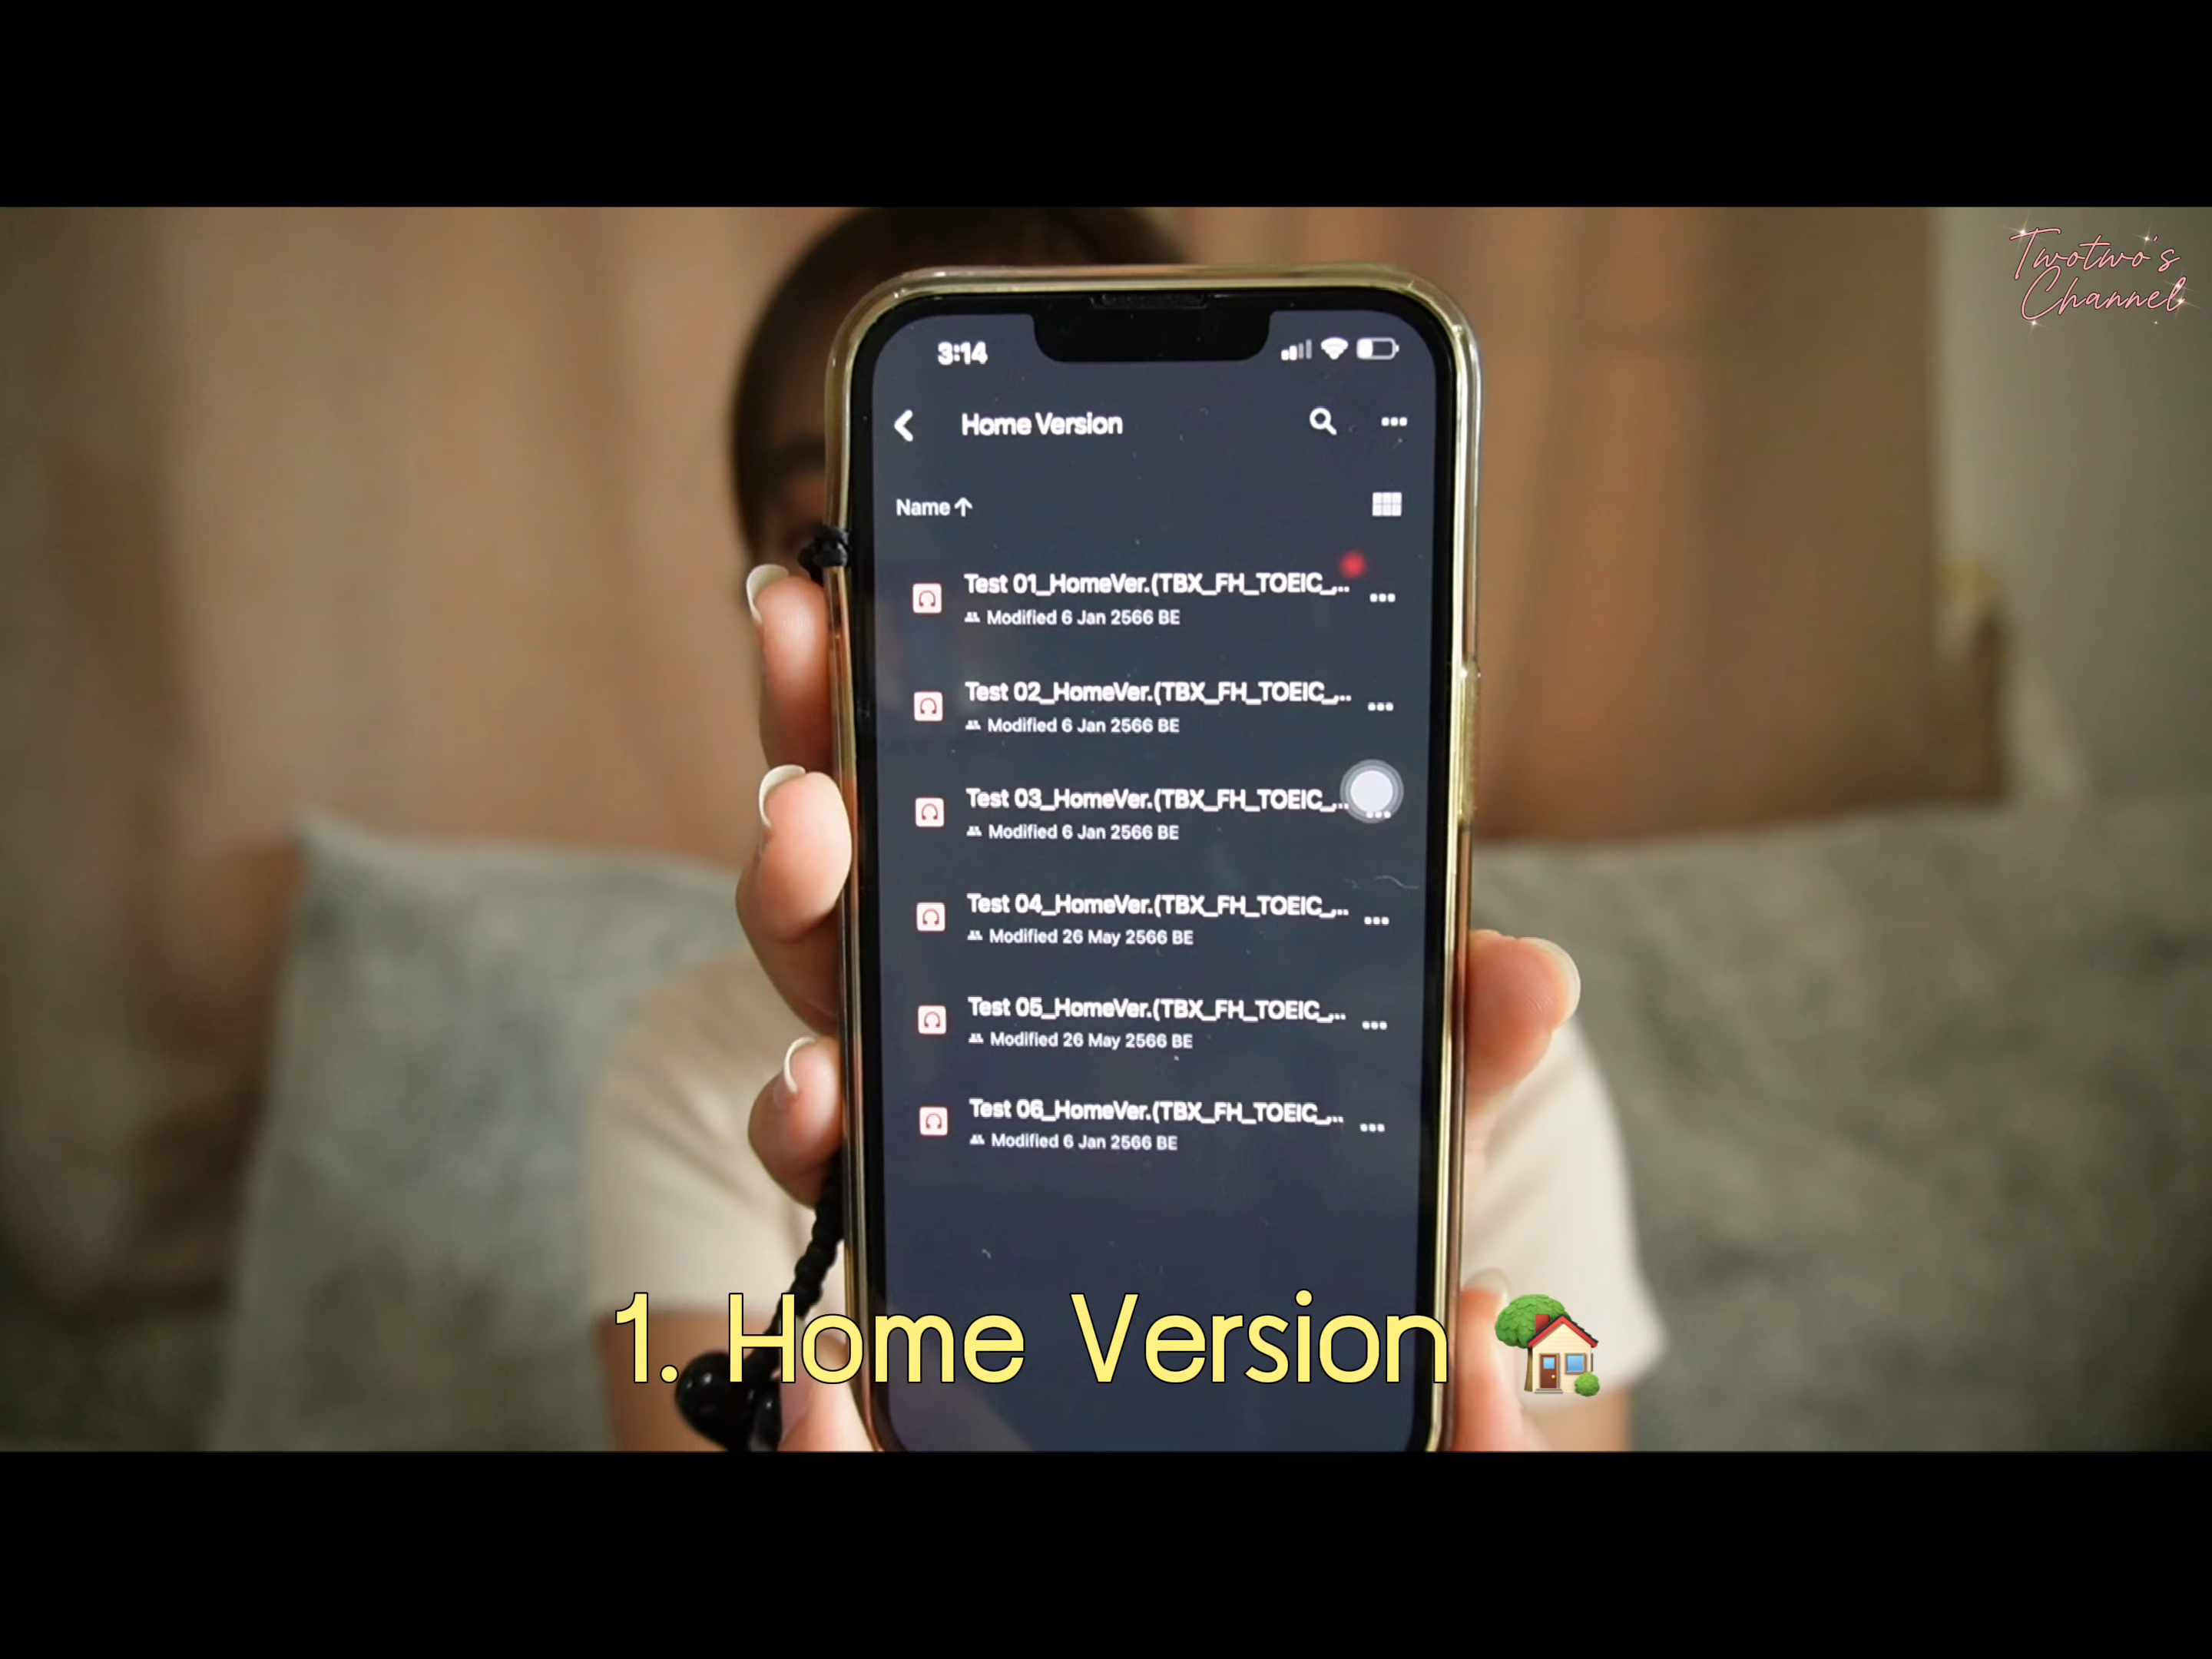 Twotwo's
Channel
3:14
Home Version
Name ↑
Test 01_HomeVer.(TBX_FH_TOEIC_...
Modified 6 Jan 2566 BE
Test 02_HomeVer.(TBX_FH_TOEIC_...
Modified 6 Jan 2566 BE
Test 03_HomeVer.(TBX_FH_TOEIC_...
Modified 6 Jan 2566 BE
Test 04_HomeVer.(TBX_FH_TOEIC_...
Modified 26 May 2566 BE
Test 05_HomeVer.(TBX_FH_TOEIC_...
Modified 26 May 2566 BE
Test 06_HomeVer.(TBX_FH_TOEIC_...
Modified 6 Jan 2566 BE
1. Home Version 🏡